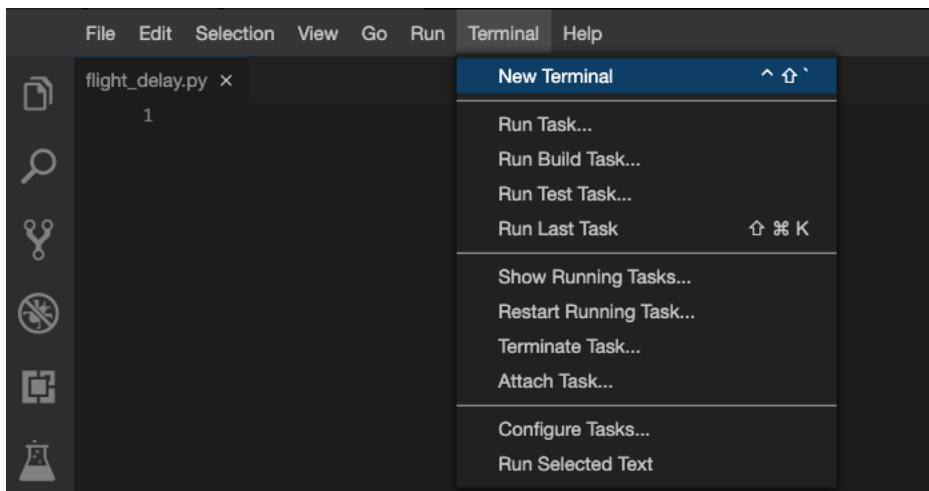 File Edit Selection View Go Run Terminal Help
flight_delay.py ×
1
New Terminal ^⇧`
Run Task...
Run Build Task...
Run Test Task...
Run Last Task ⇧⌘K
Show Running Tasks...
Restart Running Task...
Terminate Task...
Attach Task...
Configure Tasks...
Run Selected Text